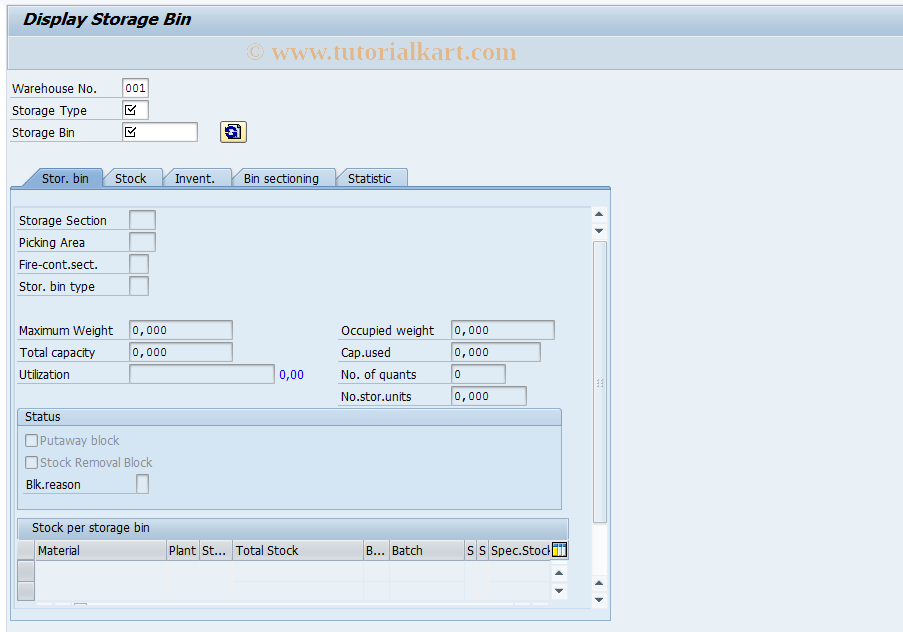 Display Storage Bin
© www.tutorialkart.com
Warehouse No. 001
Storage Type
Storage Bin
Stor. bin Stock Invent. Bin sectioning Statistic
Storage Section
Picking Area
Fire-cont.sect.
Stor. bin type
Maximum Weight 0,000 Occupied weight 0,000
Total capacity 0,000 Cap.used 0,000
Utilization 0,00 No. of quants 0
No.stor.units 0,000
Status
Putaway block
Stock Removal Block
Blk.reason
Stock per storage bin
Material Plant St... Total Stock B... Batch S S Spec.Stock